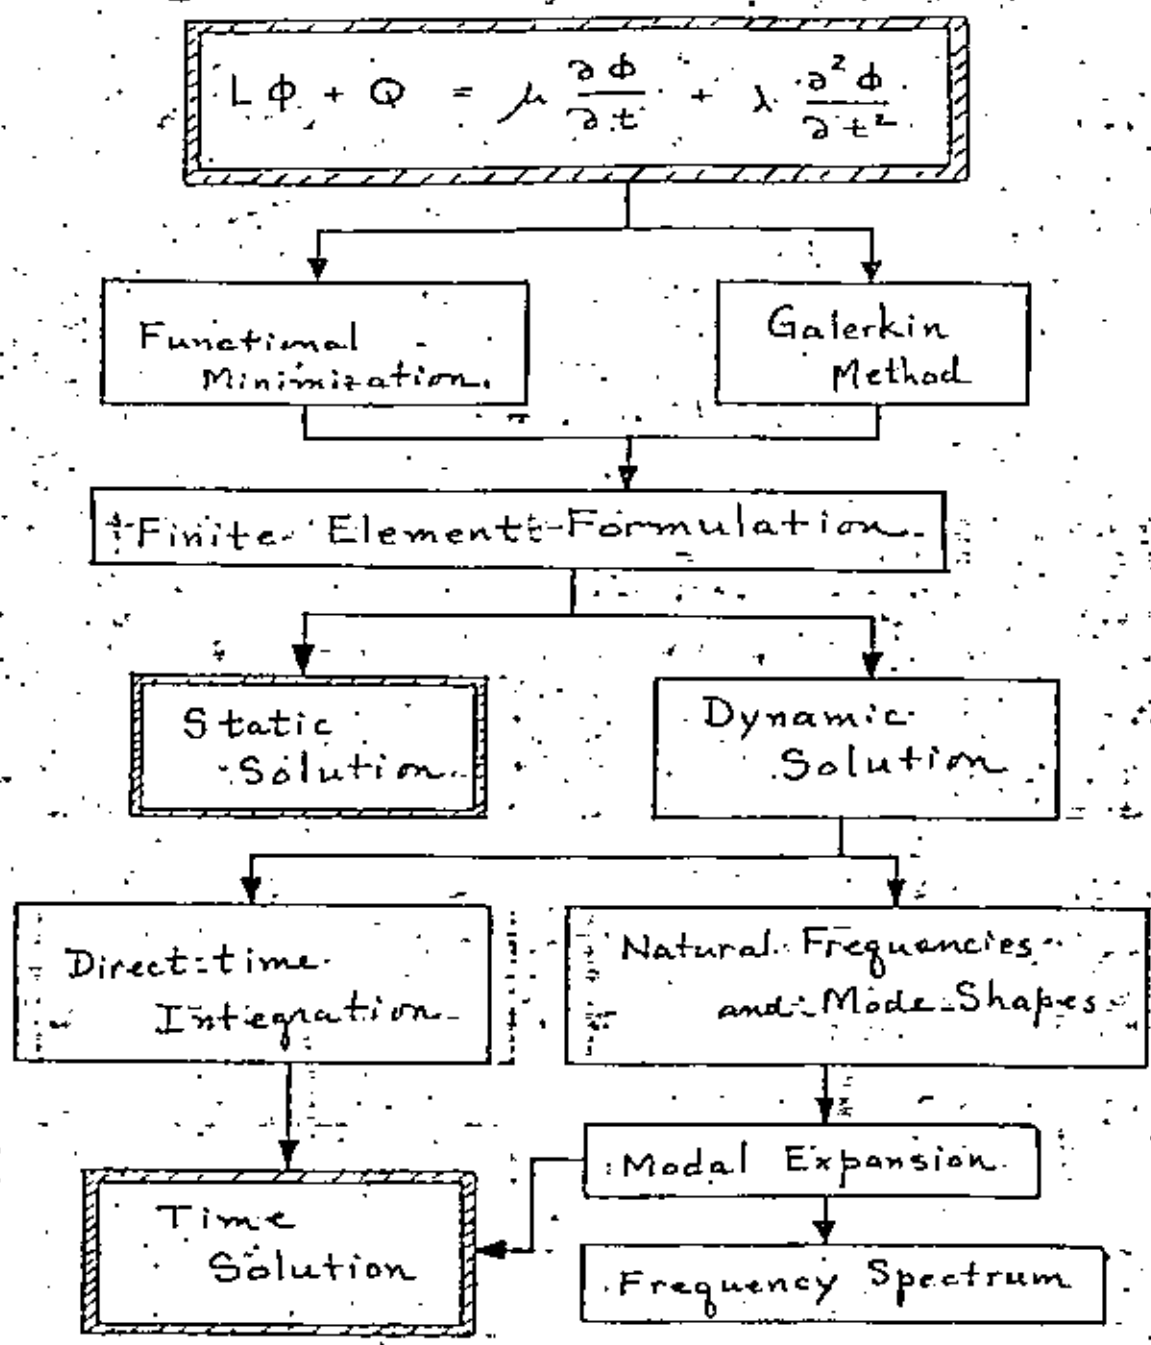 Lϕ + Q = μ ∂ϕ/∂t + λ ∂²ϕ/∂t²
Functional
Minimization.
Galerkin
Method
Finite Element Formulation
Static
Solution
Dynamic
Solution
Direct-time
Integration
Natural Frequencies
and Mode Shapes
Modal Expansion
Time
Solution
Frequency Spectrum